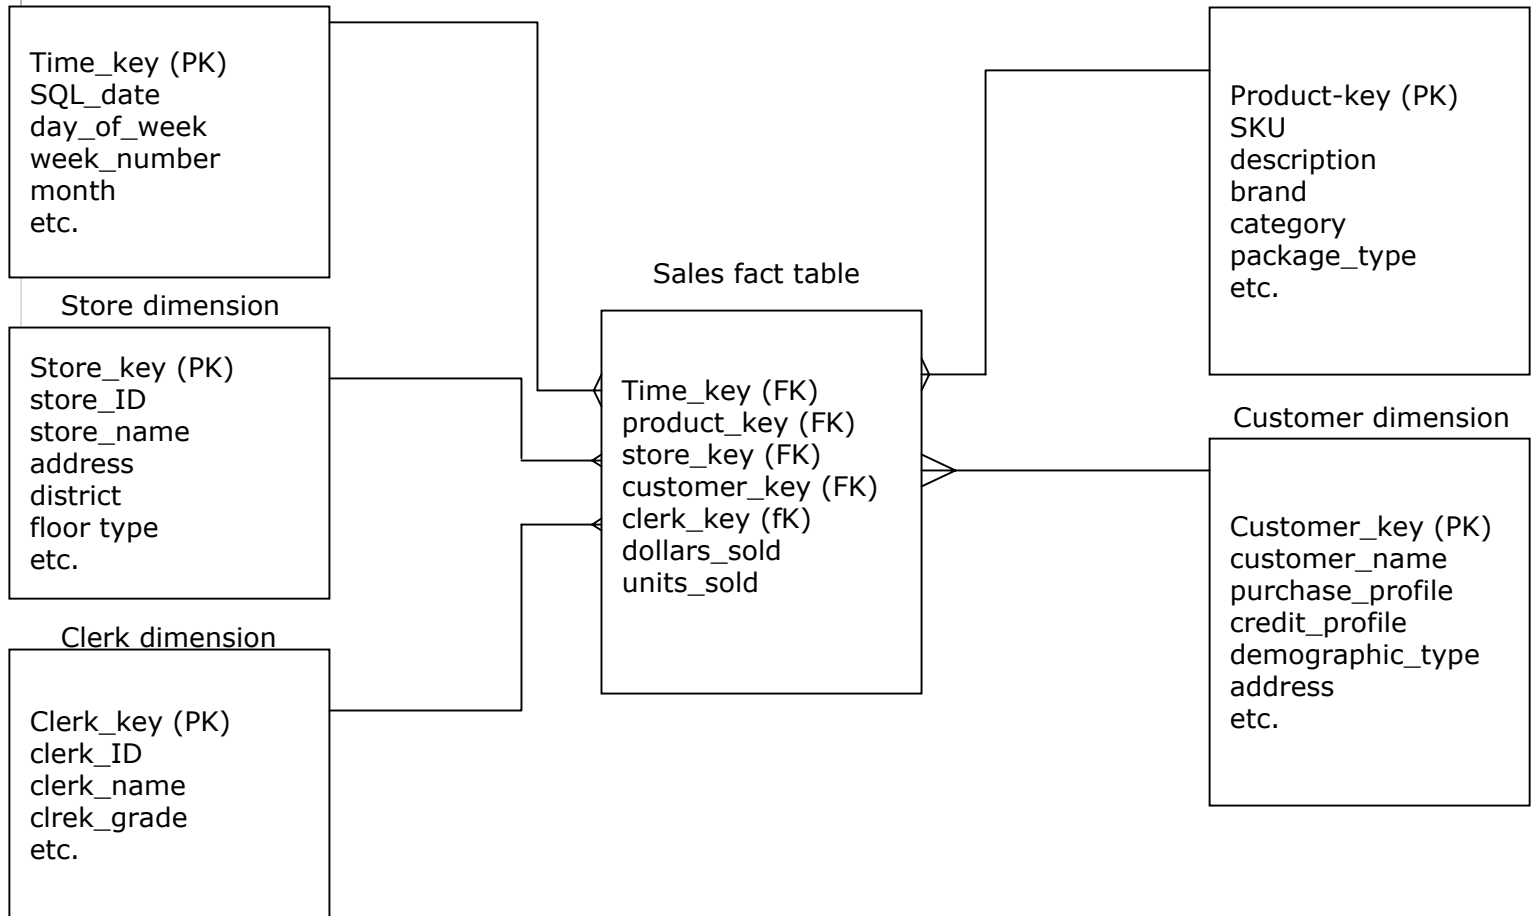 Time_key (PK)
SQL_date
day_of_week
week_number
month
etc.
Store dimension
Store_key (PK)
store_ID
store_name
address
district
floor type
etc.
Clerk dimension
Clerk_key (PK)
clerk_ID
clerk_name
clrek_grade
etc.
Sales fact table
Time_key (FK)
product_key (FK)
store_key (FK)
customer_key (FK)
clerk_key (fK)
dollars_sold
units_sold
Product-key (PK)
SKU
description
brand
category
package_type
etc.
Customer dimension
Customer_key (PK)
customer_name
purchase_profile
credit_profile
demographic_type
address
etc.